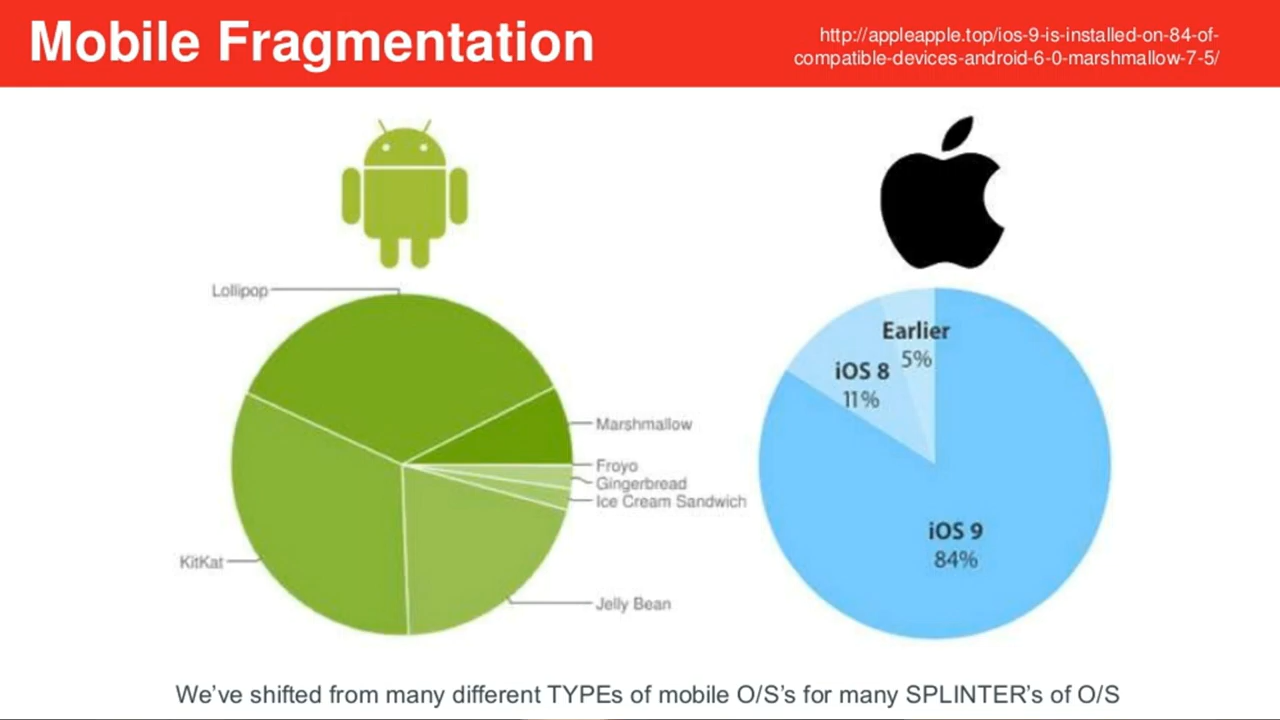 Mobile Fragmentation
http://appleapple.top/ios-9-is-installed-on-84-of-
compatible-devices-android-6-0-marshmallow-7-5/
Lollipop
Marshmallow
Froyo
Gingerbread
Ice Cream Sandwich
KitKat
Jelly Bean
Earlier
5%
iOS 8
11%
iOS 9
84%
We've shifted from many different TYPEs of mobile O/S's for many SPLINTER's of O/S